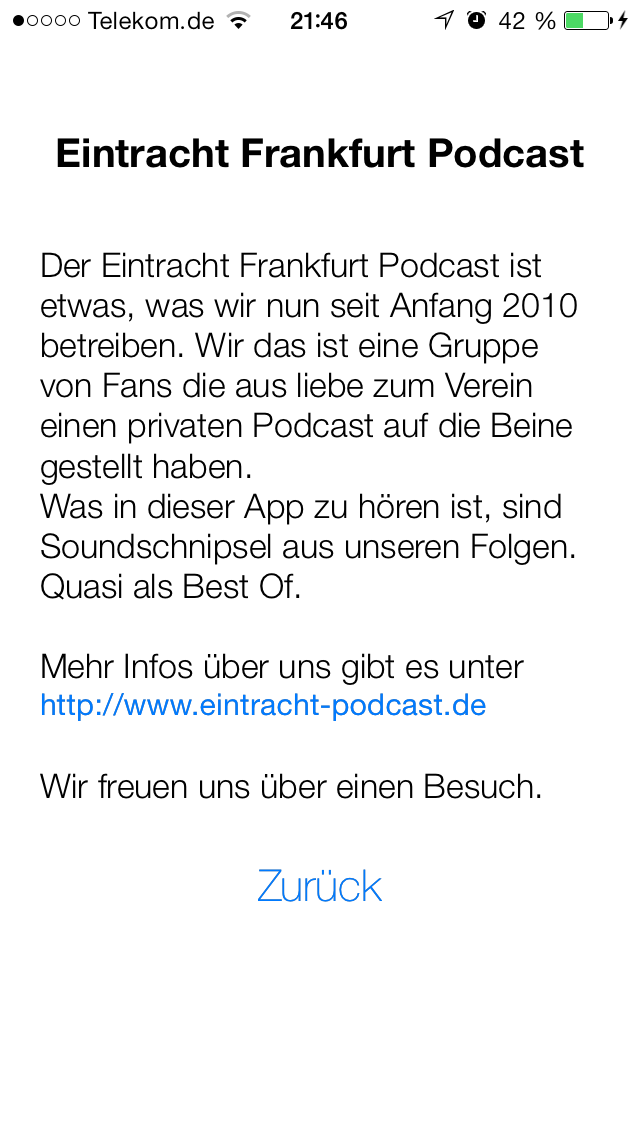 Telekom.de 21:46 42 %
Eintracht Frankfurt Podcast
Der Eintracht Frankfurt Podcast ist
etwas, was wir nun seit Anfang 2010
betreiben. Wir das ist eine Gruppe
von Fans die aus liebe zum Verein
einen privaten Podcast auf die Beine
gestellt haben.
Was in dieser App zu hören ist, sind
Soundschnipsel aus unseren Folgen.
Quasi als Best Of.
Mehr Infos über uns gibt es unter
http://www.eintracht-podcast.de
Wir freuen uns über einen Besuch.
Zurück